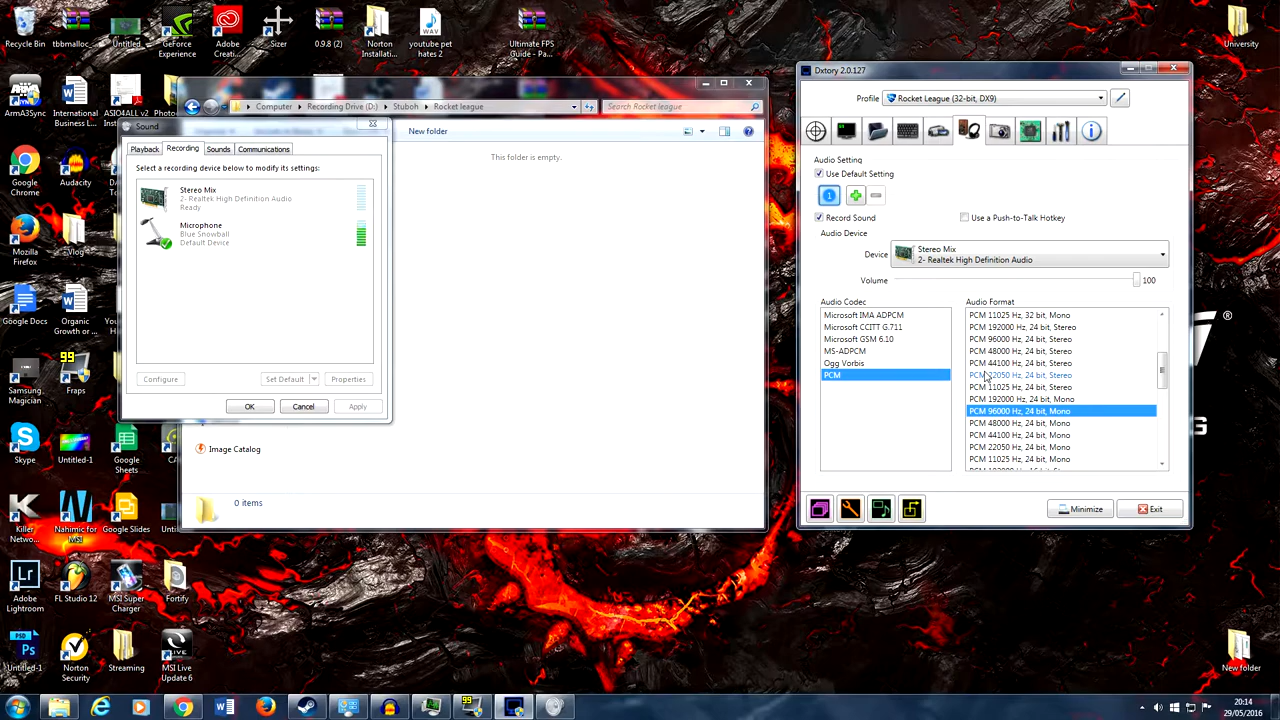 Recycle Bin
tbbmalloc...
Untitled
GeForce Experience
Adobe Creati...
Sizer
0.9.8 (2)
Norton Installati...
youtube pet hates 2
WAV
Ultimate FPS Guide - Pa...
University
ArmA3Sync
International Business L...
ASIO4ALL v2
Google Chrome
Audacity
Mozilla Firefox
Vlog
Google Docs
Organic Growth or ...
Samsung Magician
99
Fraps
Skype
Untitled-1
Google Sheets
Killer Netwo...
Nahimic for MSI
Google Slides
Adobe Lightroom
FL Studio 12
MSI Super Charger
Fortify
PSD
Untitled-1
Norton Security
Streaming
MSI Live Update 6
New folder
Computer
Recording Drive (D:)
Stuboh
Rocket league
Search Rocket league
New folder
This folder is empty.
Image Catalog
0 items
Sound
Playback
Recording
Sounds
Communications
Select a recording device below to modify its settings:
Stereo Mix
2- Realtek High Definition Audio
Ready
Microphone
Blue Snowball
Default Device
Configure
Set Default
Properties
OK
Cancel
Apply
Dxtory 2.0.127
Profile
Rocket League (32-bit, DX9)
Audio Setting
Use Default Setting
1
Record Sound
Use a Push-to-Talk Hotkey
Audio Device
Device
Stereo Mix
2- Realtek High Definition Audio
Volume
100
Audio Codec
Microsoft IMA ADPCM
Microsoft CCITT G.711
Microsoft GSM 6.10
MS-ADPCM
Ogg Vorbis
PCM
Audio Format
PCM 11025 Hz, 32 bit, Mono
PCM 192000 Hz, 24 bit, Stereo
PCM 96000 Hz, 24 bit, Stereo
PCM 48000 Hz, 24 bit, Stereo
PCM 44100 Hz, 24 bit, Stereo
PCM 22050 Hz, 24 bit, Stereo
PCM 11025 Hz, 24 bit, Stereo
PCM 192000 Hz, 24 bit, Mono
PCM 96000 Hz, 24 bit, Mono
PCM 48000 Hz, 24 bit, Mono
PCM 44100 Hz, 24 bit, Mono
PCM 22050 Hz, 24 bit, Mono
PCM 11025 Hz, 24 bit, Mono
Minimize
Exit
20:14
29/05/2016